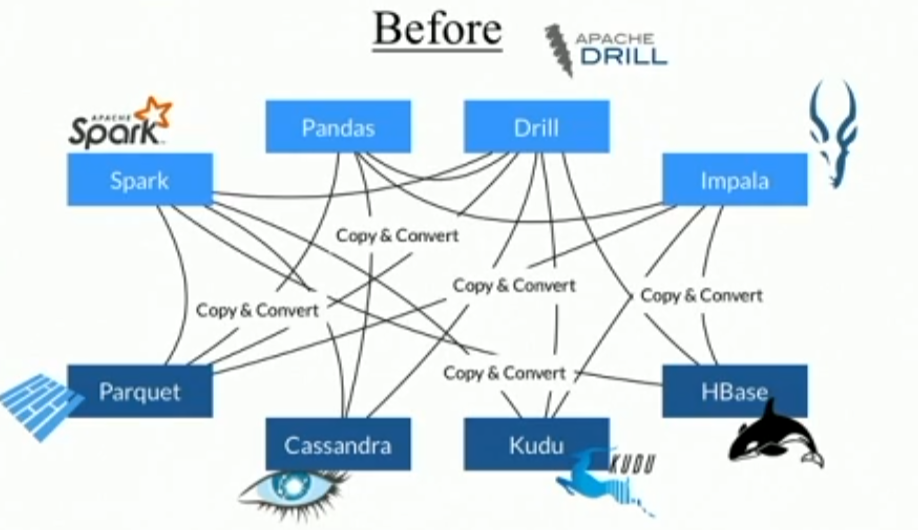 Before
APACHE
DRILL
APACHE
Spark
Pandas
Drill
Spark
Impala
Copy & Convert
Copy & Convert
Copy & Convert
Copy & Convert
Copy & Convert
Parquet
HBase
Cassandra
Kudu
KUDU